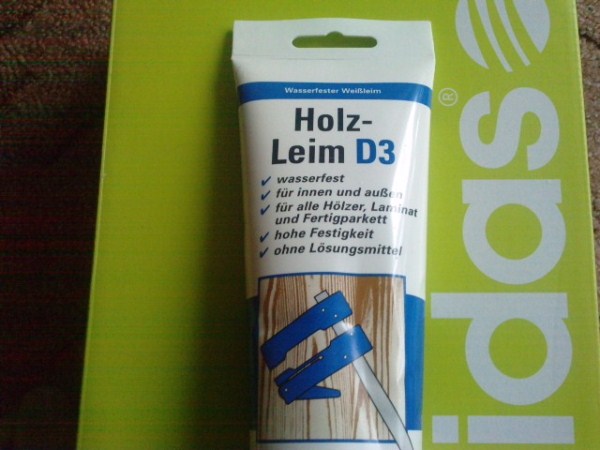 Wasserfester Weißleim
Holz-
Leim D3
✓ wasserfest
✓ für innen und außen
✓ für alle Hölzer, Laminat
und Fertigparkett
✓ hohe Festigkeit
✓ ohne Lösungsmittel
idas ®